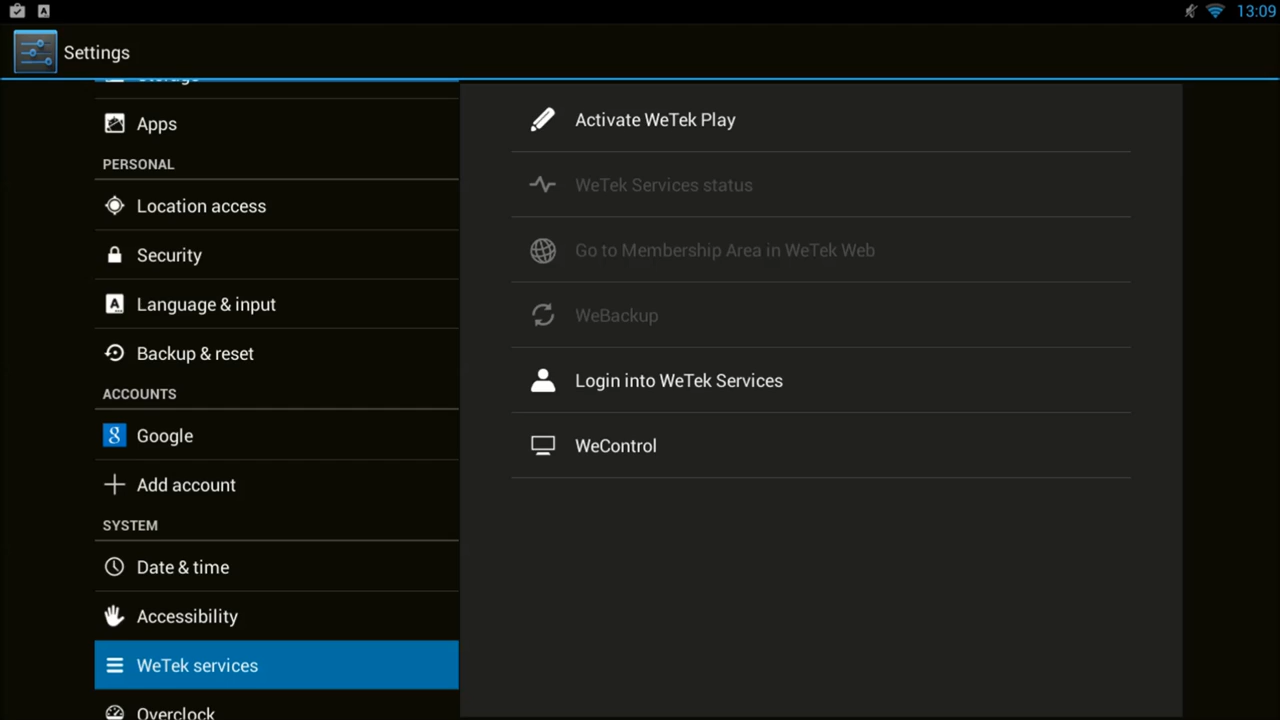 13:09
Settings
Storage
Apps
PERSONAL
Location access
Security
Language & input
Backup & reset
ACCOUNTS
Google
Add account
SYSTEM
Date & time
Accessibility
WeTek services
Overclock
Activate WeTek Play
WeTek Services status
Go to Membership Area in WeTek Web
WeBackup
Login into WeTek Services
WeControl